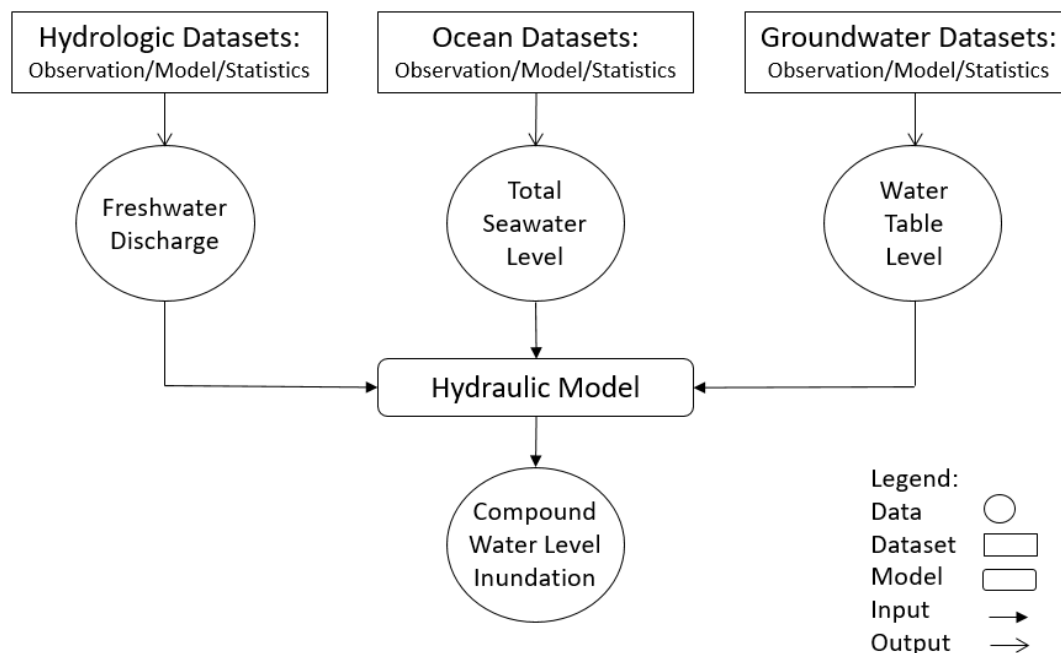 Hydrologic Datasets:
Observation/Model/Statistics
Ocean Datasets:
Observation/Model/Statistics
Groundwater Datasets:
Observation/Model/Statistics
Freshwater
Discharge
Total
Seawater
Level
Water
Table
Level
Hydraulic Model
Compound
Water Level
Inundation
Legend:
Data
Dataset
Model
Input
Output